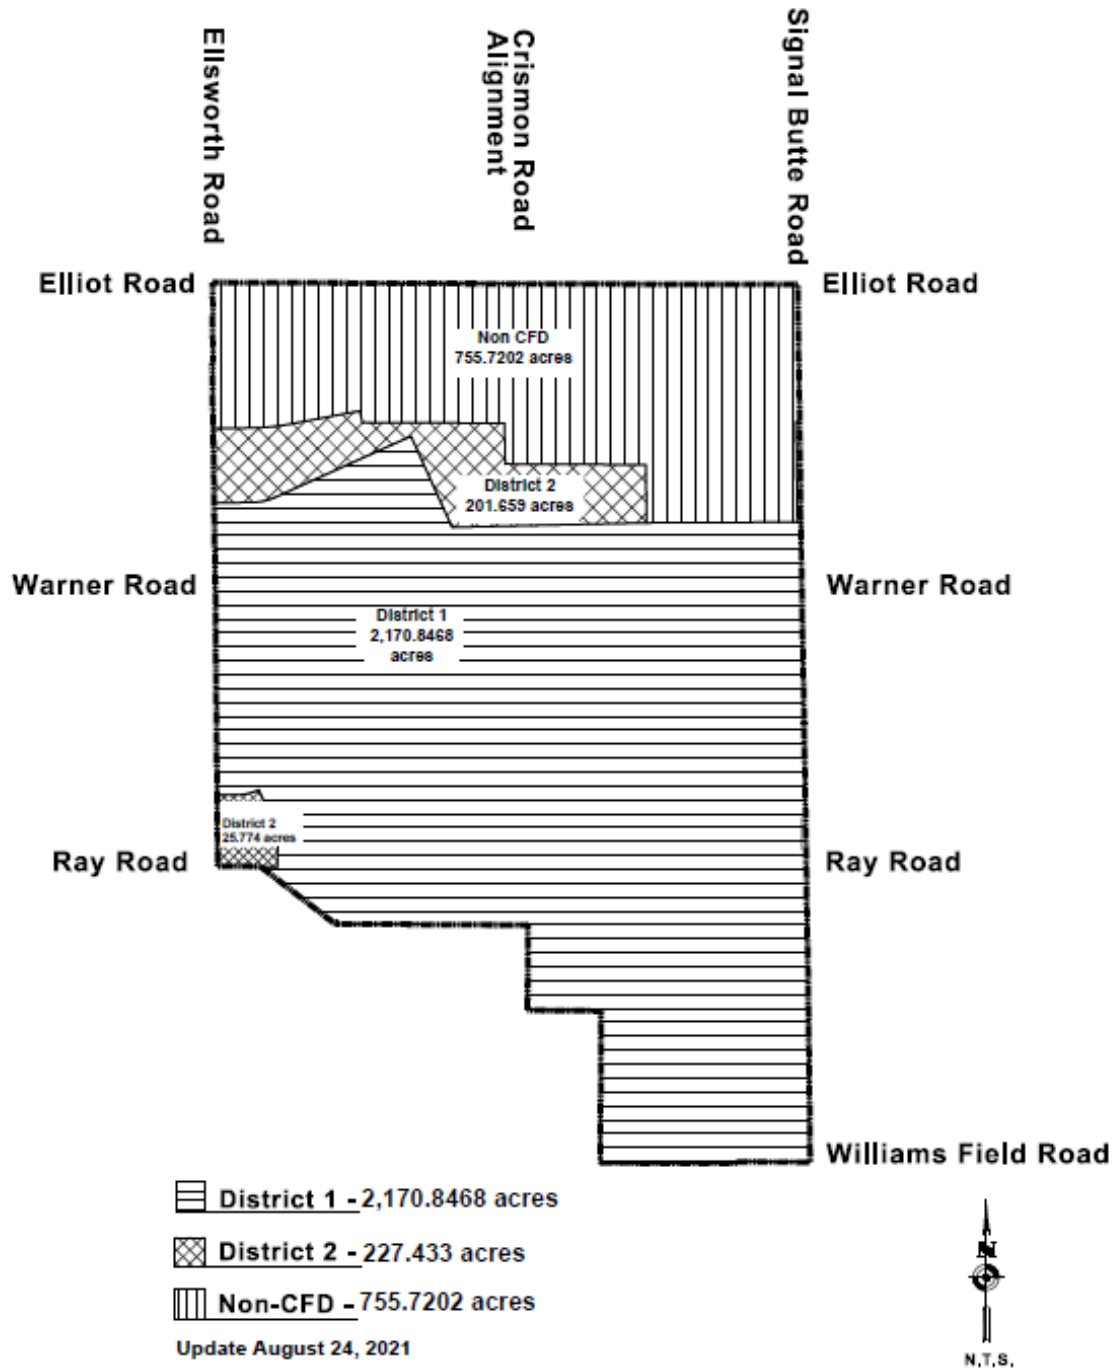 Ellsworth Road
Crismon Road
Alignment
Signal Butte Road
Elliot Road
Elliot Road
Non CFD
755.7202 acres
District 2
201.659 acres
Warner Road
Warner Road
District 1
2,170.8468
acres
District 2
25.774 acres
Ray Road
Ray Road
Williams Field Road
District 1 - 2,170.8468 acres
District 2 - 227.433 acres
Non-CFD - 755.7202 acres
Update August 24, 2021
N
N.T.S.